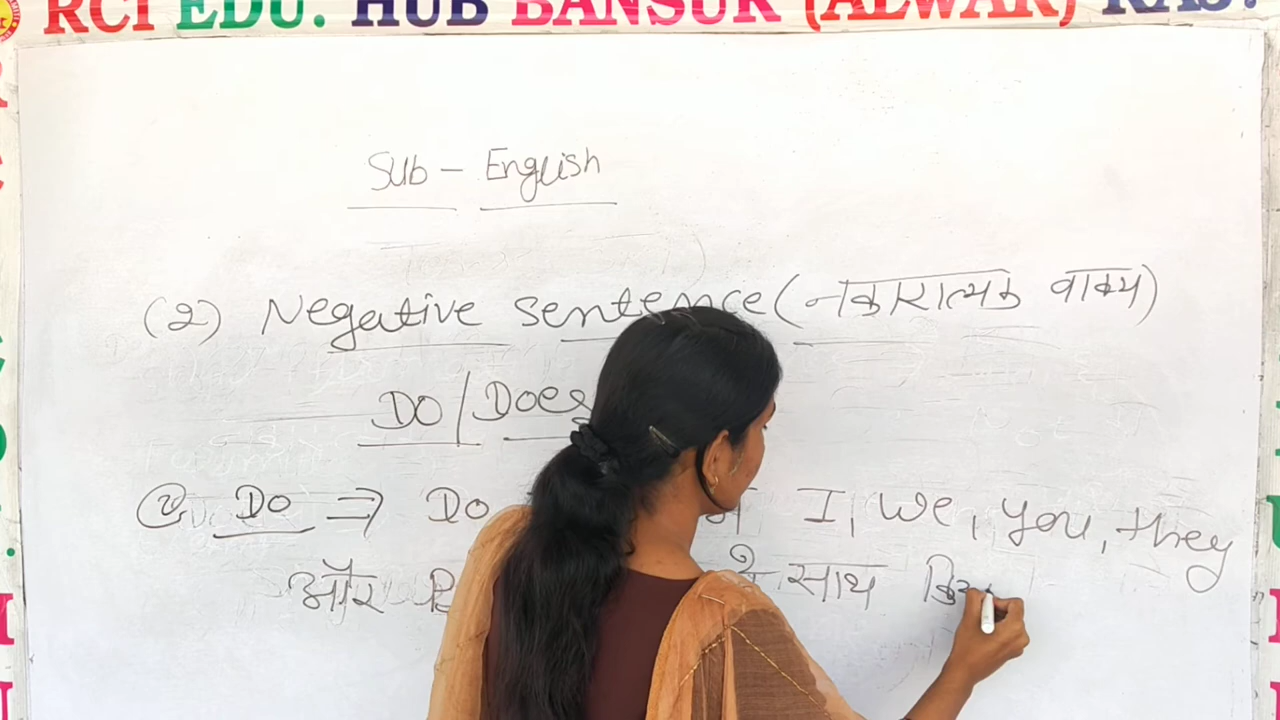 RCI EDU. HUB BANSUR (ALWAR) RAJ.
Sub - English
(2) Negative sentence (नकारात्मक वाक्य)
DO/Does
DO ⇒ DO I, We, you, they
और के साथ